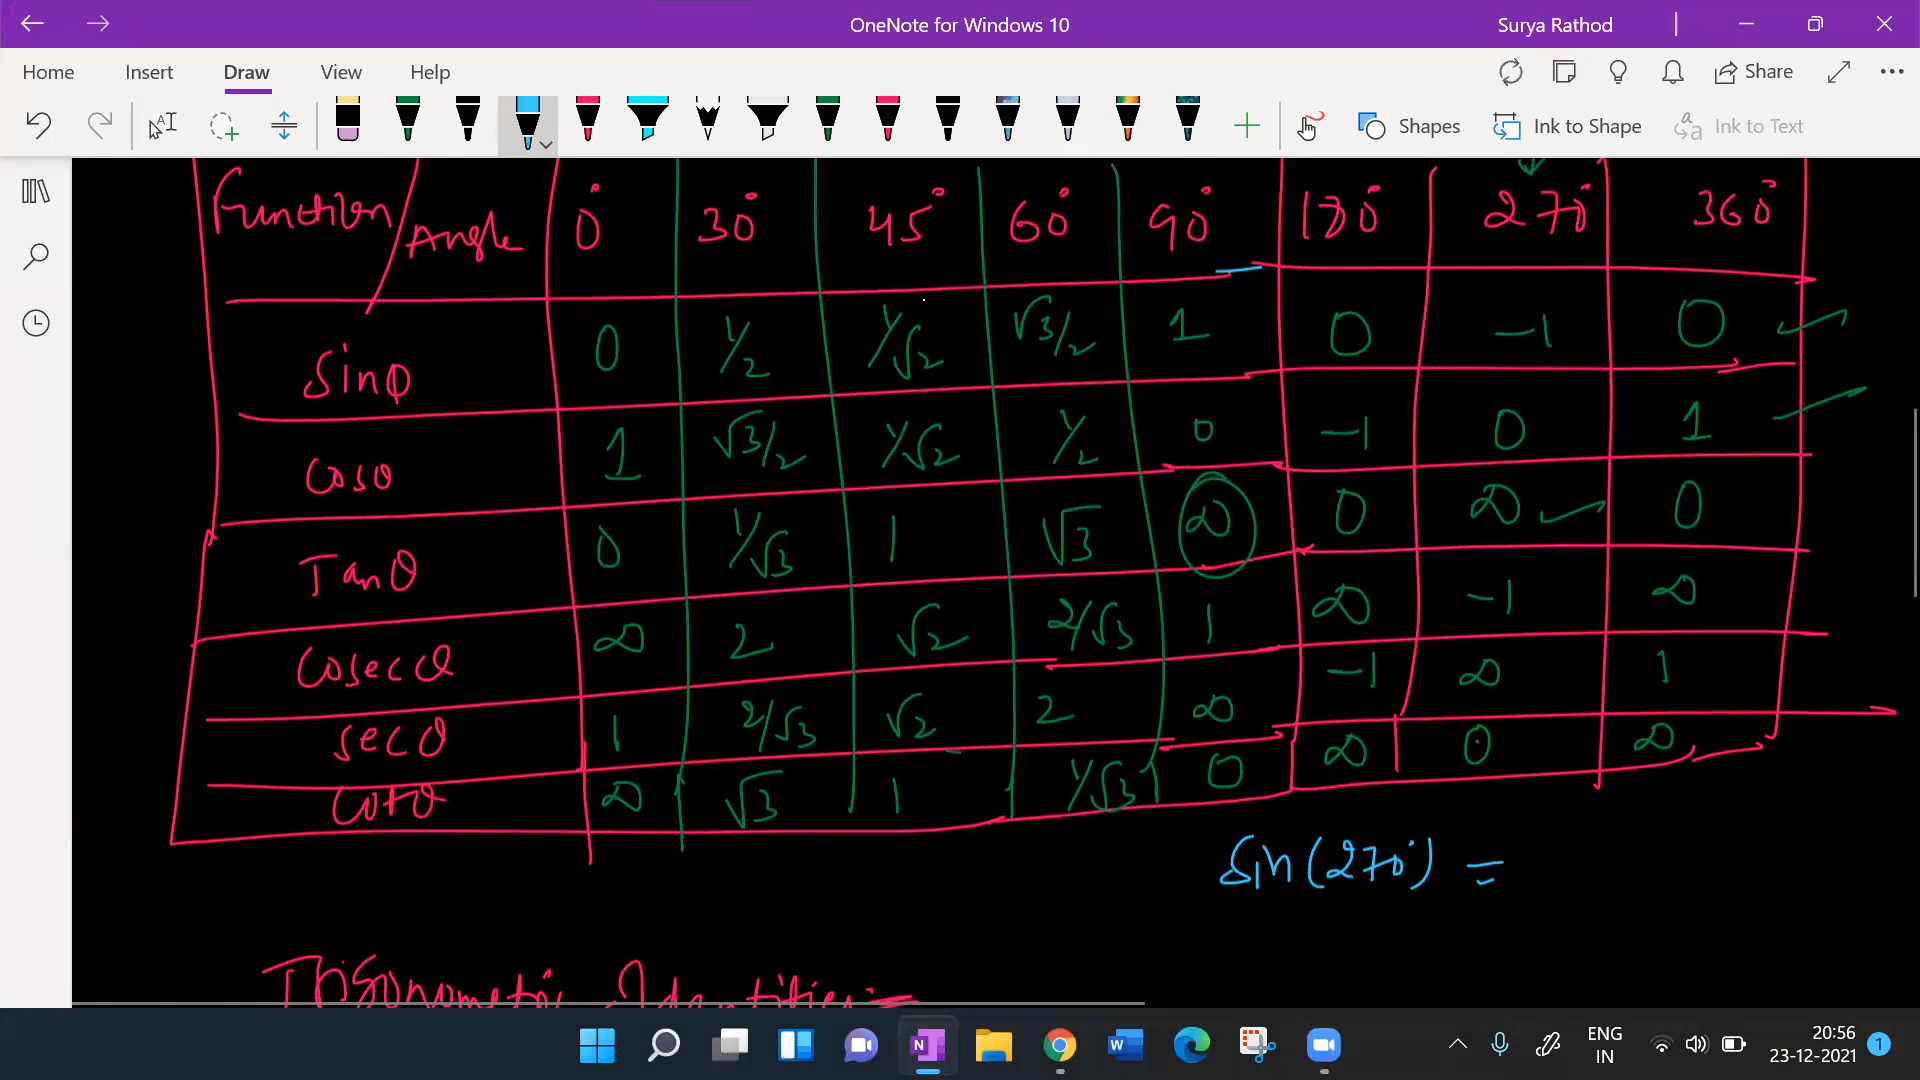 OneNote for Windows 10
Surya Rathod
Home Insert Draw View Help
Share
Shapes Ink to Shape Ink to Text
Function/Angle 0° 30° 45° 60° 90° 180° 270° 360°
Sinθ 0 1/2 1/√2 √3/2 1 0 -1 0
Cosθ 1 √3/2 1/√2 1/2 0 -1 0 1
Tanθ 0 1/√3 1 √3 ∞ 0 ∞ 0
Cosecθ ∞ 2 √2 2/√3 1 ∞ -1 ∞
Secθ 1 2/√3 √2 2 ∞ -1 ∞ 1
Cotθ ∞ √3 1 1/√3 0 ∞ 0 ∞
Sin(270°) =
Trigonometric Identities:-
ENG
IN
20:56
23-12-2021
1